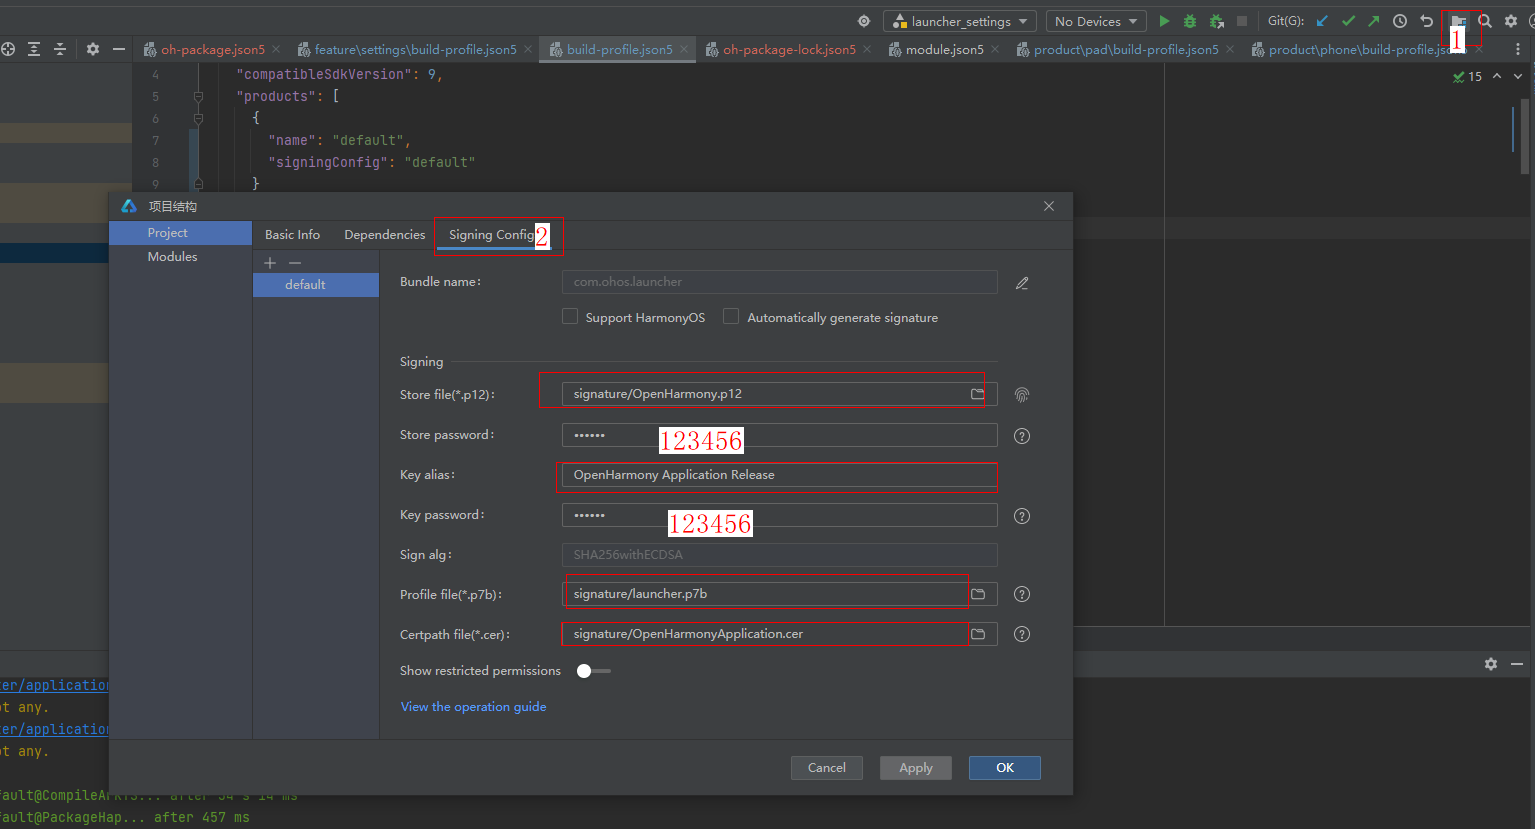 launcher_settings
No Devices
Git(G):
1
oh-package.json5
feature\settings\build-profile.json5
build-profile.json5
oh-package-lock.json5
module.json5
product\pad\build-profile.json5
product\phone\build-profile.json5
4 "compatibleSdkVersion": 9,
15
5 "products": [
6 {
7 "name": "default",
8 "signingConfig": "default"
9 }
项目结构
Project
Modules
Basic Info
Dependencies
Signing Config
2
default
Bundle name:
com.ohos.launcher
Support HarmonyOS
Automatically generate signature
Signing
Store file(*.p12):
signature/OpenHarmony.p12
Store password:
••••••
123456
Key alias:
OpenHarmony Application Release
Key password:
••••••
123456
Sign alg:
SHA256withECDSA
Profile file(*.p7b):
signature/launcher.p7b
Certpath file(*.cer):
signature/OpenHarmonyApplication.cer
Show restricted permissions
View the operation guide
Cancel
Apply
OK
ter/application
t any.
ter/application
t any.
fault@CompileArkTS... after 54 s 14 ms
fault@PackageHap... after 457 ms